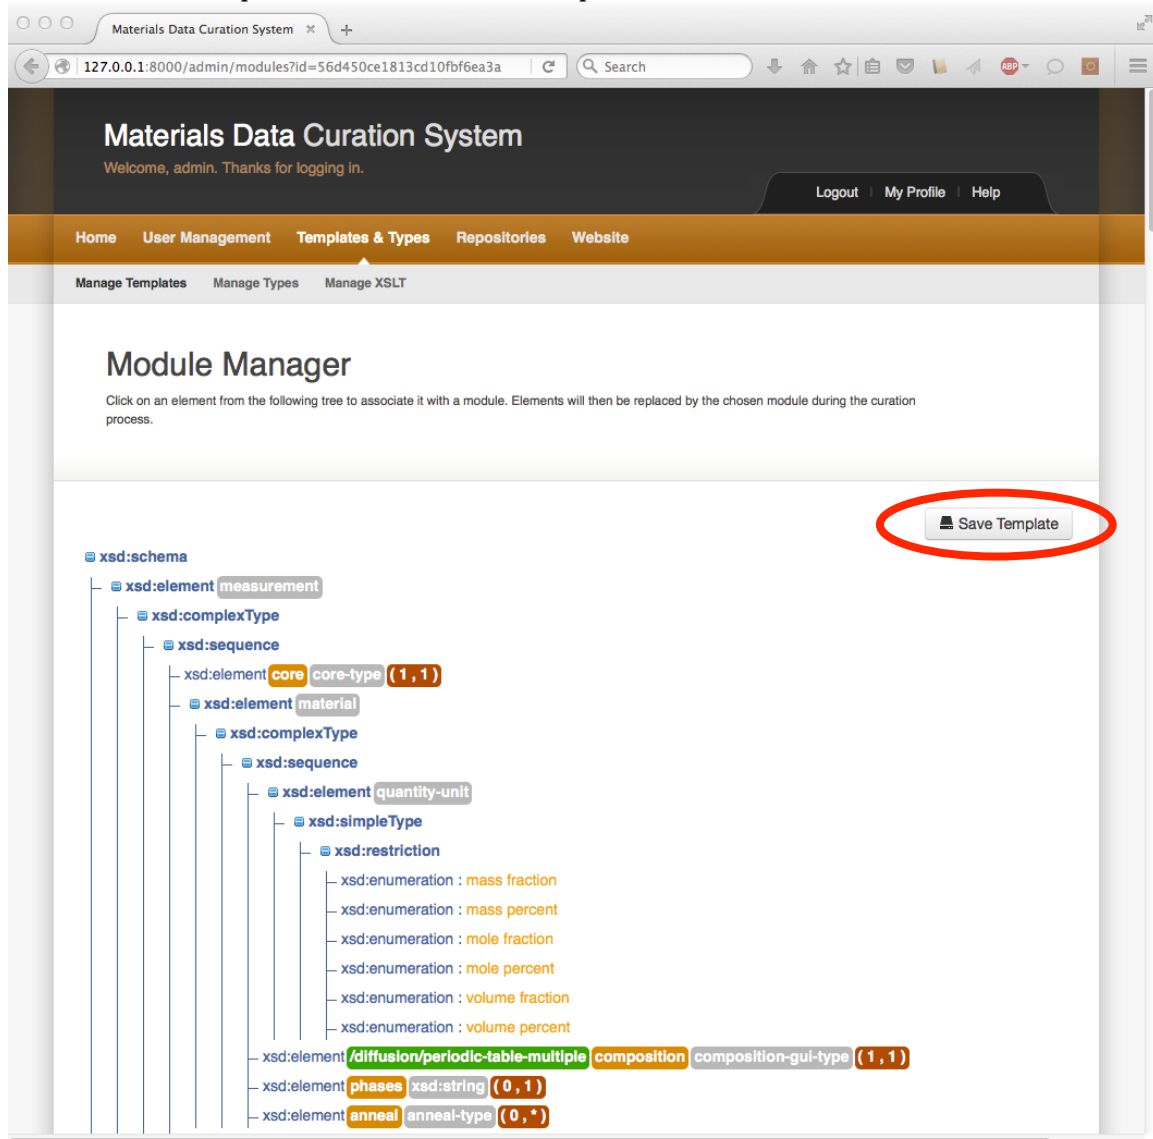 Materials Data Curation System × +
127.0.0.1:8000/admin/modules?id=56d450ce1813cd10fbf6ea3a Search ABP
Materials Data Curation System
Welcome, admin. Thanks for logging in.
Logout My Profile Help
Home User Management Templates & Types Repositories Website
Manage Templates Manage Types Manage XSLT
Module Manager
Click on an element from the following tree to associate it with a module. Elements will then be replaced by the chosen module during the curation
process.
Save Template
xsd:schema
xsd:element measurement
xsd:complexType
xsd:sequence
xsd:element core core-type ( 1 , 1 )
xsd:element material
xsd:complexType
xsd:sequence
xsd:element quantity-unit
xsd:simpleType
xsd:restriction
xsd:enumeration : mass fraction
xsd:enumeration : mass percent
xsd:enumeration : mole fraction
xsd:enumeration : mole percent
xsd:enumeration : volume fraction
xsd:enumeration : volume percent
xsd:element /diffusion/periodic-table-multiple composition composition-gui-type ( 1 , 1 )
xsd:element phases xsd:string ( 0 , 1 )
xsd:element anneal anneal-type ( 0 , * )